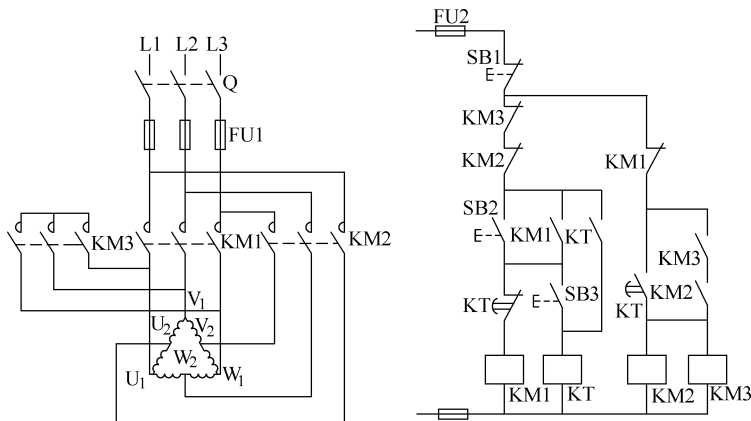 L1 L2 L3
Q
FU1
KM3 KM1 KM2
V₁
U₂ V₂
W₂
U₁ W₁
FU2
SB1
KM3
KM2 KM1
SB2 KM1 KT
KM3
KT SB3 KT KM2
KM1 KT KM2 KM3